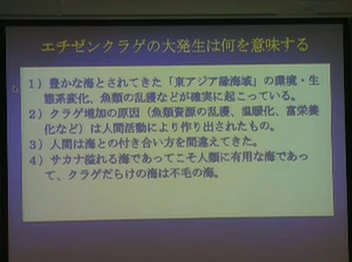 エチゼンクラゲの大発生は何を意味する
1）豊かな海とされてきた「東アジア縁海域」の環境・生
態系変化、魚類の乱獲などが確実に起こっている。
2）クラゲ増加の原因（魚類資源の乱獲、温暖化、富栄養
化など）は人間活動により作り出されたもの。
3）人間は海との付き合い方を間違えてきた。
4）サカナ溢れる海であってこそ人類に有用な海であっ
て、クラゲだらけの海は不毛の海。